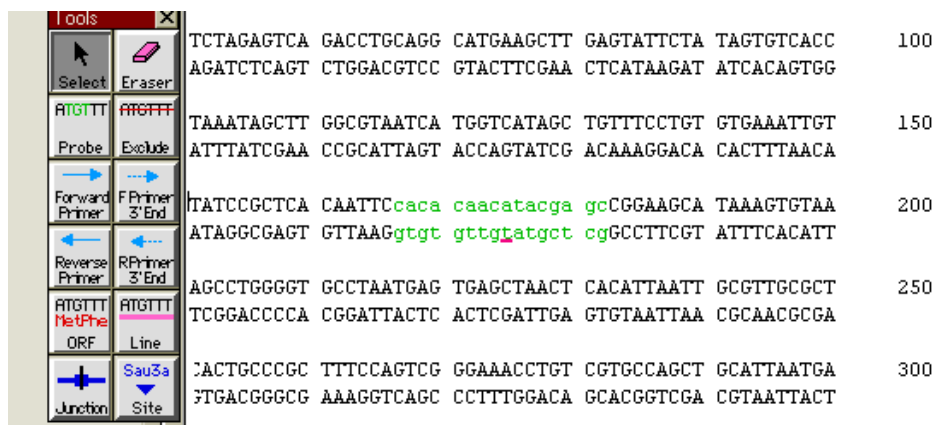 Tools
Select Eraser
ATGTTT ATGTTT
Probe Exclude
Forward Primer F Primer 3'End
Reverse Primer RPrimer 3'End
ATGTTT ATGTTT
MetPhe
ORF Line
Sau3a
Junction Site
TCTAGAGTCA GACCTGCAGG CATGAAGCTT GAGTATTCTA TAGTGTCACC 100
AGATCTCAGT CTGGACGTCC GTACTTCGAA CTCATAAGAT ATCACAGTGG
TAAATAGCTT GGCGTAATCA TGGTCATAGC TGTTTCCTGT GTGAAATTGT 150
ATTTATCGAA CCGCATTAGT ACCAGTATCG ACAAAGGACA CACTTTAACA
TATCCGCTCA CAATTCcaca caacatacga gcCGGAAGCA TAAAGTGTAA 200
ATAGGCGAGT GTTAAGgtgt gttgtatgct cgGCCTTCGT ATTTCACATT
AGCCTGGGGT GCCTAATGAG TGAGCTAACT CACATTAATT GCGTTGCGCT 250
TCGGACCCCA CGGATTACTC ACTCGATTGA GTGTAATTAA CGCAACGCGA
CACTGCCCGC TTTCCAGTCG GGAAACCTGT CGTGCCAGCT GCATTAATGA 300
GTGACGGGCG AAAGGTCAGC CCTTTGGACA GCACGGTCGA CGTAATTACT